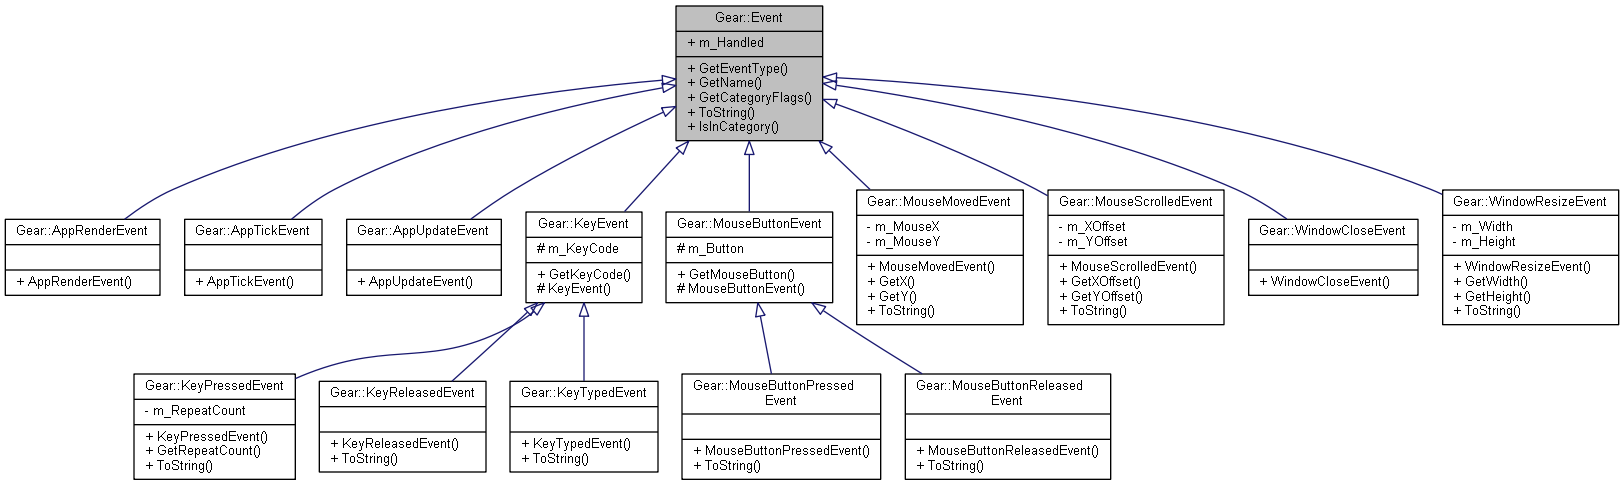 Gear::Event
+ m_Handled
+ GetEventType()
+ GetName()
+ GetCategoryFlags()
+ ToString()
+ IsInCategory()
Gear::AppRenderEvent
+ AppRenderEvent()
Gear::AppTickEvent
+ AppTickEvent()
Gear::AppUpdateEvent
+ AppUpdateEvent()
Gear::KeyEvent
# m_KeyCode
+ GetKeyCode()
# KeyEvent()
Gear::MouseButtonEvent
# m_Button
+ GetMouseButton()
# MouseButtonEvent()
Gear::MouseMovedEvent
- m_MouseX
- m_MouseY
+ MouseMovedEvent()
+ GetX()
+ GetY()
+ ToString()
Gear::MouseScrolledEvent
- m_XOffset
- m_YOffset
+ MouseScrolledEvent()
+ GetXOffset()
+ GetYOffset()
+ ToString()
Gear::WindowCloseEvent
+ WindowCloseEvent()
Gear::WindowResizeEvent
- m_Width
- m_Height
+ WindowResizeEvent()
+ GetWidth()
+ GetHeight()
+ ToString()
Gear::KeyPressedEvent
- m_RepeatCount
+ KeyPressedEvent()
+ GetRepeatCount()
+ ToString()
Gear::KeyReleasedEvent
+ KeyReleasedEvent()
+ ToString()
Gear::KeyTypedEvent
+ KeyTypedEvent()
+ ToString()
Gear::MouseButtonPressed
Event
+ MouseButtonPressedEvent()
+ ToString()
Gear::MouseButtonReleased
Event
+ MouseButtonReleasedEvent()
+ ToString()